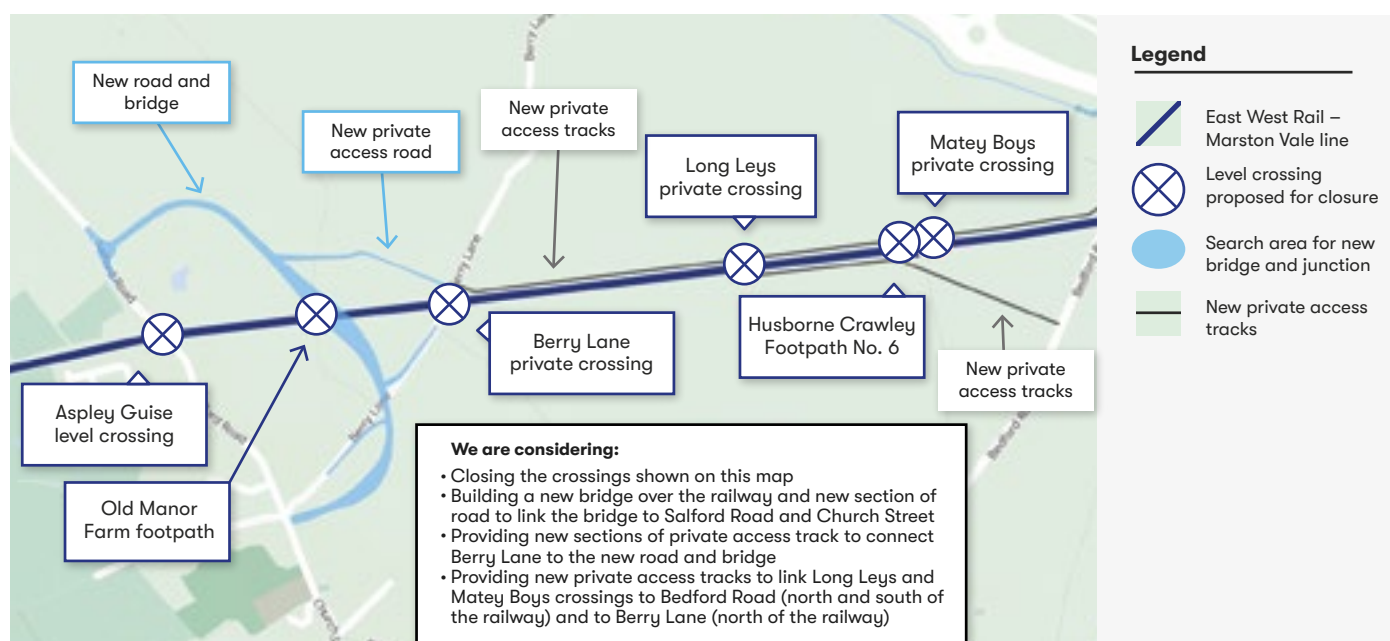 New road and
bridge
New private
access road
New private
access tracks
Long Leys
private crossing
Matey Boys
private crossing
Berry Lane
Berry Lane
Berry Lane
Aspley Guise
level crossing
Old Manor
Farm footpath
Berry Lane
private crossing
Husborne Crawley
Footpath No. 6
New private
access tracks
We are considering:
• Closing the crossings shown on this map
• Building a new bridge over the railway and new section of
road to link the bridge to Salford Road and Church Street
• Providing new sections of private access track to connect
Berry Lane to the new road and bridge
• Providing new private access tracks to link Long Leys and
Matey Boys crossings to Bedford Road (north and south of
the railway) and to Berry Lane (north of the railway)
Legend
East West Rail –
Marston Vale line
Level crossing
proposed for closure
Search area for new
bridge and junction
New private access
tracks